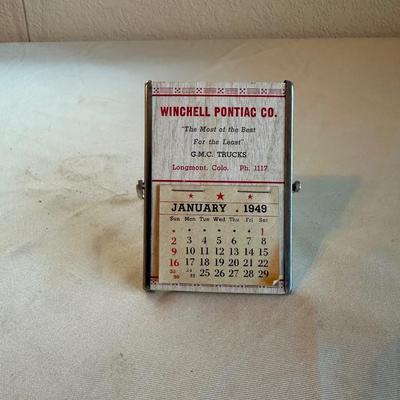 WINCHELL PONTIAC CO.
"The Most of the Best
For the Least"
G.M.C. TRUCKS
Longmont, Colo. Ph. 1117
JANUARY . 1949
Sun Mon Tue Wed Thu Fri Sat
1
2 3 4 5 6 7 8
9 10 11 12 13 14 15
16 17 18 19 20 21 22
23 30 24 31 25 26 27 28 29